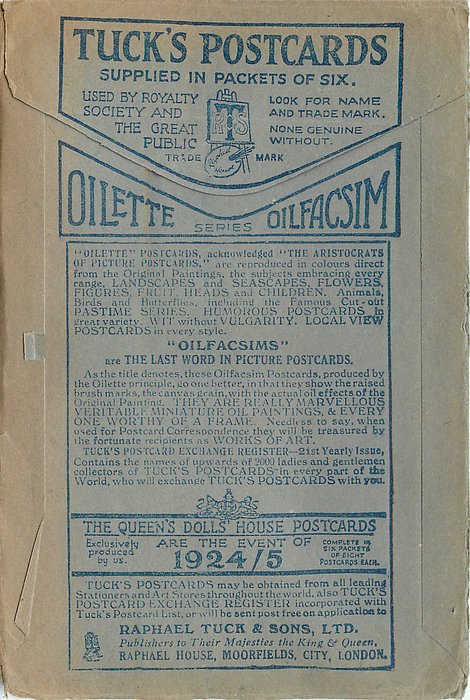 TUCK'S POSTCARDS
SUPPLIED IN PACKETS OF SIX.
USED BY ROYALTY
SOCIETY AND
THE GREAT
PUBLIC
RTS
LOOK FOR NAME
AND TRADE MARK.
NONE GENUINE
WITHOUT.
TRADE MARK
OILETTE SERIES OILFACSIM
"OILETTE" POSTCARDS, acknowledged "THE ARISTOCRATS
OF PICTURE POSTCARDS," are reproduced in colours direct
from the Original Paintings, the subjects embracing every
range, LANDSCAPES and SEASCAPES, FLOWERS,
FIGURES, FRUIT, HEADS and CHILDREN. Animals,
Birds and Butterflies, including the Famous Cut-out
PASTIME SERIES. HUMOROUS POSTCARDS in
great variety. WIT without VULGARITY. LOCAL VIEW
POSTCARDS in every style.
"OILFACSIMS"
are THE LAST WORD IN PICTURE POSTCARDS.
As the title denotes, these Oilfacsim Postcards, produced by
the Oilette principle, go one better, in that they show the raised
brush marks, the canvas grain, with the actual oil effects of the
Original Painting. THEY ARE REALLY MARVELLOUS
VERITABLE MINIATURE OIL PAINTINGS, & EVERY
ONE WORTHY OF A FRAME. Needless to say, when
used for Postcard Correspondence they will be treasured by
the fortunate recipients as WORKS OF ART.
TUCK'S POSTCARD EXCHANGE REGISTER—21st Yearly Issue,
Contains the names of upwards of 2000 ladies and gentlemen
collectors of TUCK'S POSTCARDS in every part of the
World, who will exchange TUCK'S POSTCARDS with you.
THE QUEEN'S DOLLS' HOUSE POSTCARDS
Exclusively
produced
by us.
ARE THE EVENT OF
1924/5
COMPLETE IN
SIX PACKETS
OF EIGHT
POSTCARDS EACH.
TUCK'S POSTCARDS may be obtained from all leading
Stationers and Art Stores throughout the world, also TUCK'S
POSTCARD EXCHANGE REGISTER incorporated with
Tuck's Postcard List, or will be sent post free on application to
RAPHAEL TUCK & SONS, LTD.
Publishers to Their Majesties the King & Queen,
RAPHAEL HOUSE, MOORFIELDS, CITY, LONDON.